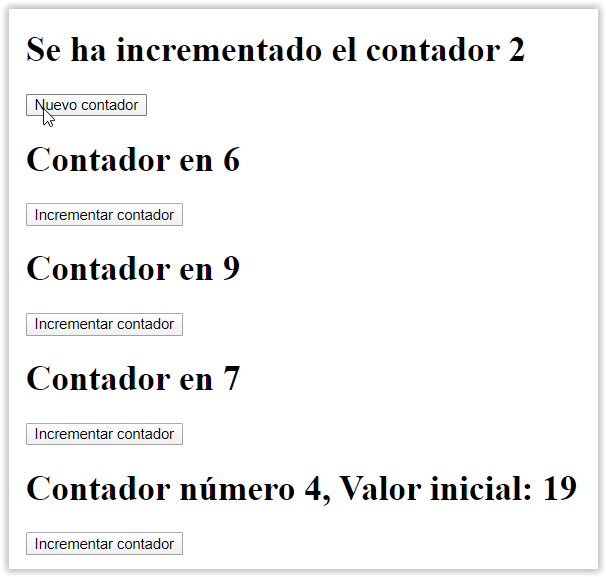 Se ha incrementado el contador 2
Nuevo contador
Contador en 6
Incrementar contador
Contador en 9
Incrementar contador
Contador en 7
Incrementar contador
Contador número 4, Valor inicial: 19
Incrementar contador